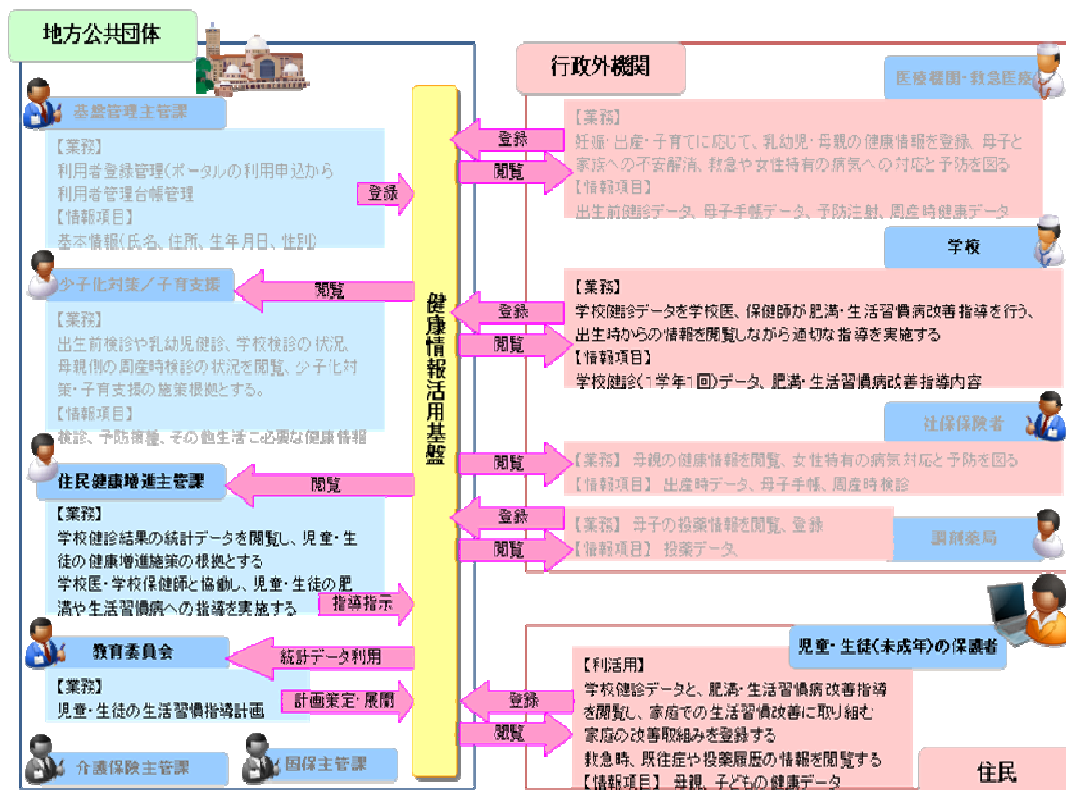 地方公共団体
基盤管理主管課
【業務】
利用者登録管理(ポータルの利用申込から
利用者管理台帳管理
【情報項目】
基本情報(氏名、住所、生年月日、性別)
登録
少子化対策/子育支援
閲覧
【業務】
出生前検診や乳幼児健診、学校検診の状況、
母親側の周産時検診の状況を閲覧、少子化対
策・子育支援の施策根拠とする。
【情報項目】
検診、予防接種、その他生活に必要な健康情報
住民健康増進主管課
閲覧
【業務】
学校健診結果の統計データを閲覧し、児童・生
徒の健康増進施策の根拠とする
学校医・学校保健師と協働し、児童・生徒の肥
満や生活習慣病への指導を実施する
指導指示
教育委員会
統計データ利用
【業務】
児童・生徒の生活習慣指導計画
計画策定・展開
介護保険主管課
国保主管課
健康情報活用基盤
行政外機関
医療機関・救急医療
登録
閲覧
【業務】
妊娠・出産・子育てに応じて、乳幼児・母親の健康情報を登録、母子と
家族への不安解消、救急や女性特有の病気への対応と予防を図る
【情報項目】
出生前健診データ、母子手帳データ、予防注射、周産時健康データ
学校
登録
閲覧
【業務】
学校健診データを学校医、保健師が肥満・生活習慣病改善指導を行う、
出生時からの情報を閲覧しながら適切な指導を実施する
【情報項目】
学校健診(1学年1回)データ、肥満・生活習慣病改善指導内容
社保保険者
閲覧
【業務】 母親の健康情報を閲覧、女性特有の病気対応と予防を図る
【情報項目】 出産時データ、母子手帳、周産時検診
調剤薬局
登録
閲覧
【業務】 母子の投薬情報を閲覧、登録
【情報項目】 投薬データ、
児童・生徒(未成年)の保護者
登録
閲覧
【利活用】
学校健診データと、肥満・生活習慣病改善指導
を閲覧し、家庭での生活習慣改善に取り組む
家庭の改善取組みを登録する
救急時、既往症や投薬履歴の情報を閲覧する
【情報項目】 母親、子どもの健康データ
住民